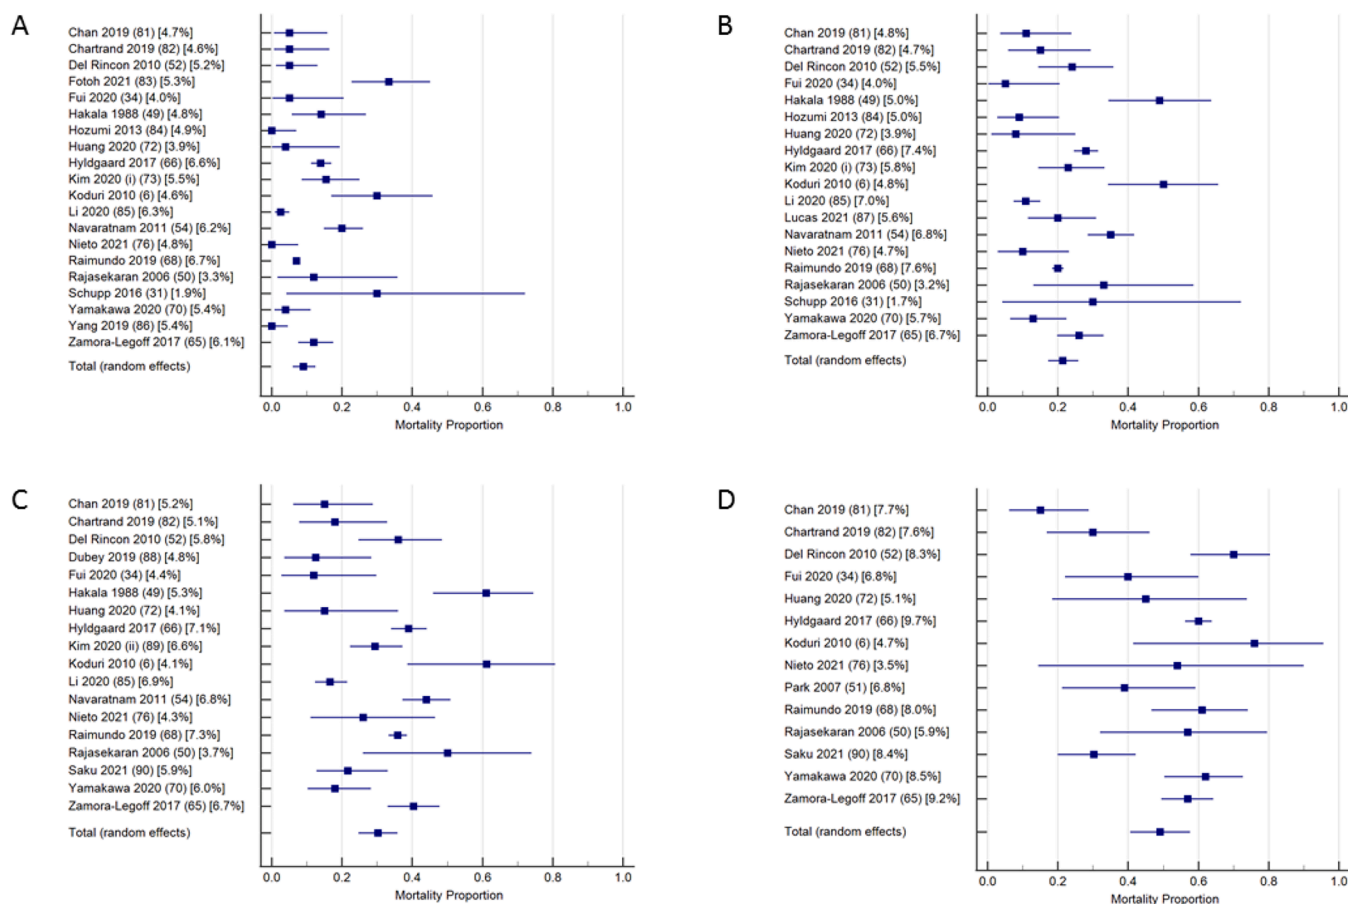 A
Chan 2019 (81) [4.7%]
Chartrand 2019 (82) [4.6%]
Del Rincon 2010 (52) [5.2%]
Fotoh 2021 (83) [5.3%]
Fui 2020 (34) [4.0%]
Hakala 1988 (49) [4.8%]
Hozumi 2013 (84) [4.9%]
Huang 2020 (72) [3.9%]
Hyldgaard 2017 (66) [6.6%]
Kim 2020 (i) (73) [5.5%]
Koduri 2010 (6) [4.6%]
Li 2020 (85) [6.3%]
Navaratnam 2011 (54) [6.2%]
Nieto 2021 (76) [4.8%]
Raimundo 2019 (68) [6.7%]
Rajasekaran 2006 (50) [3.3%]
Schupp 2016 (31) [1.9%]
Yamakawa 2020 (70) [5.4%]
Yang 2019 (86) [5.4%]
Zamora-Legoff 2017 (65) [6.1%]
Total (random effects)
0.0 0.2 0.4 0.6 0.8 1.0
Mortality Proportion
B
Chan 2019 (81) [4.8%]
Chartrand 2019 (82) [4.7%]
Del Rincon 2010 (52) [5.5%]
Fui 2020 (34) [4.0%]
Hakala 1988 (49) [5.0%]
Hozumi 2013 (84) [5.0%]
Huang 2020 (72) [3.9%]
Hyldgaard 2017 (66) [7.4%]
Kim 2020 (i) (73) [5.8%]
Koduri 2010 (6) [4.8%]
Li 2020 (85) [7.0%]
Lucas 2021 (87) [5.6%]
Navaratnam 2011 (54) [6.8%]
Nieto 2021 (76) [4.7%]
Raimundo 2019 (68) [7.6%]
Rajasekaran 2006 (50) [3.2%]
Schupp 2016 (31) [1.7%]
Yamakawa 2020 (70) [5.7%]
Zamora-Legoff 2017 (65) [6.7%]
Total (random effects)
0.0 0.2 0.4 0.6 0.8 1.0
Mortality Proportion
C
Chan 2019 (81) [5.2%]
Chartrand 2019 (82) [5.1%]
Del Rincon 2010 (52) [5.8%]
Dubey 2019 (88) [4.8%]
Fui 2020 (34) [4.4%]
Hakala 1988 (49) [5.3%]
Huang 2020 (72) [4.1%]
Hyldgaard 2017 (66) [7.1%]
Kim 2020 (ii) (89) [6.6%]
Koduri 2010 (6) [4.1%]
Li 2020 (85) [6.9%]
Navaratnam 2011 (54) [6.8%]
Nieto 2021 (76) [4.3%]
Raimundo 2019 (68) [7.3%]
Rajasekaran 2006 (50) [3.7%]
Saku 2021 (90) [5.9%]
Yamakawa 2020 (70) [6.0%]
Zamora-Legoff 2017 (65) [6.7%]
Total (random effects)
0.0 0.2 0.4 0.6 0.8 1.0
Mortality Proportion
D
Chan 2019 (81) [7.7%]
Chartrand 2019 (82) [7.6%]
Del Rincon 2010 (52) [8.3%]
Fui 2020 (34) [6.8%]
Huang 2020 (72) [5.1%]
Hyldgaard 2017 (66) [9.7%]
Koduri 2010 (6) [4.7%]
Nieto 2021 (76) [3.5%]
Park 2007 (51) [6.8%]
Raimundo 2019 (68) [8.0%]
Rajasekaran 2006 (50) [5.9%]
Saku 2021 (90) [8.4%]
Yamakawa 2020 (70) [8.5%]
Zamora-Legoff 2017 (65) [9.2%]
Total (random effects)
0.0 0.2 0.4 0.6 0.8 1.0
Mortality Proportion